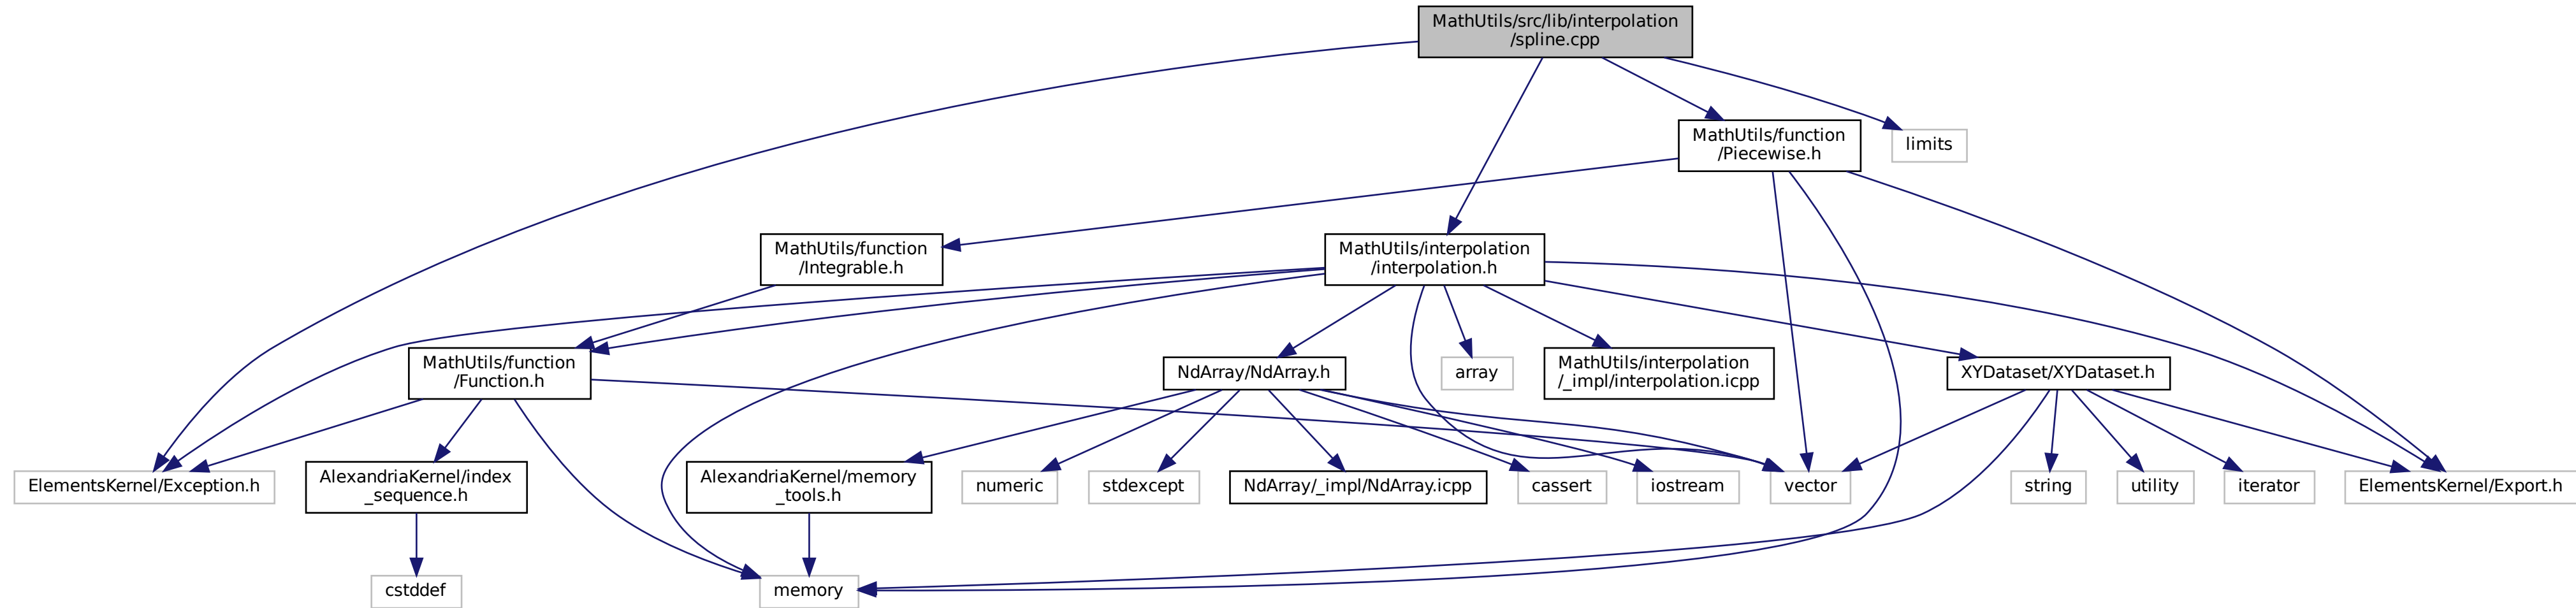 MathUtils/src/lib/interpolation
/spline.cpp
MathUtils/function
/Piecewise.h
limits
MathUtils/function
/Integrable.h
MathUtils/interpolation
/interpolation.h
MathUtils/function
/Function.h
NdArray/NdArray.h
array
MathUtils/interpolation
/_impl/interpolation.icpp
XYDataset/XYDataset.h
ElementsKernel/Exception.h
AlexandriaKernel/index
_sequence.h
AlexandriaKernel/memory
_tools.h
numeric
stdexcept
NdArray/_impl/NdArray.icpp
cassert
iostream
vector
string
utility
iterator
ElementsKernel/Export.h
cstddef
memory